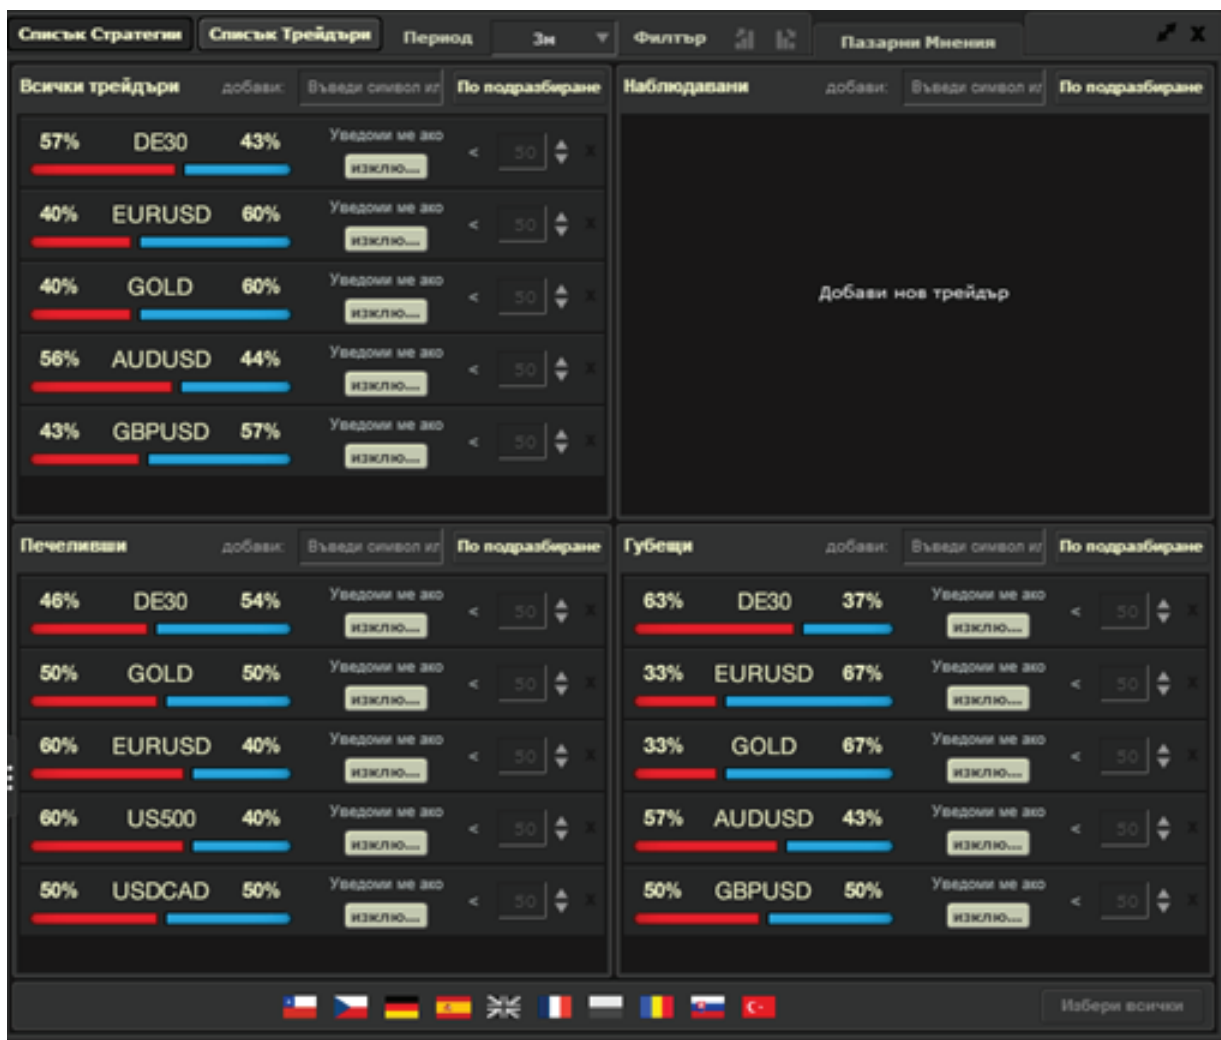 Списък Стратегии Списък Трейдъри Период 3м Филтър Пазарни Мнения X
Всички трейдъри добави: Въведи символ ил По подразбиране
57% DE30 43% Уведоми ме ако < 50 x
изклю....
40% EURUSD 60% Уведоми ме ако < 50 x
изклю....
40% GOLD 60% Уведоми ме ако < 50 x
изклю....
56% AUDUSD 44% Уведоми ме ако < 50 x
изклю....
43% GBPUSD 57% Уведоми ме ако < 50 x
изклю....
Наблюдавани добави: Въведи символ ил По подразбиране
Добави нов трейдър
Печеливши добави: Въведи символ ил По подразбиране
46% DE30 54% Уведоми ме ако < 50 x
изклю....
50% GOLD 50% Уведоми ме ако < 50 x
изклю....
60% EURUSD 40% Уведоми ме ако < 50 x
изклю....
60% US500 40% Уведоми ме ако < 50 x
изклю....
50% USDCAD 50% Уведоми ме ако < 50 x
изклю....
Губещи добави: Въведи символ ил По подразбиране
63% DE30 37% Уведоми ме ако < 50 x
изклю....
33% EURUSD 67% Уведоми ме ако < 50 x
изклю....
33% GOLD 67% Уведоми ме ако < 50 x
изклю....
57% AUDUSD 43% Уведоми ме ако < 50 x
изклю....
50% GBPUSD 50% Уведоми ме ако < 50 x
изклю....
Избери всички